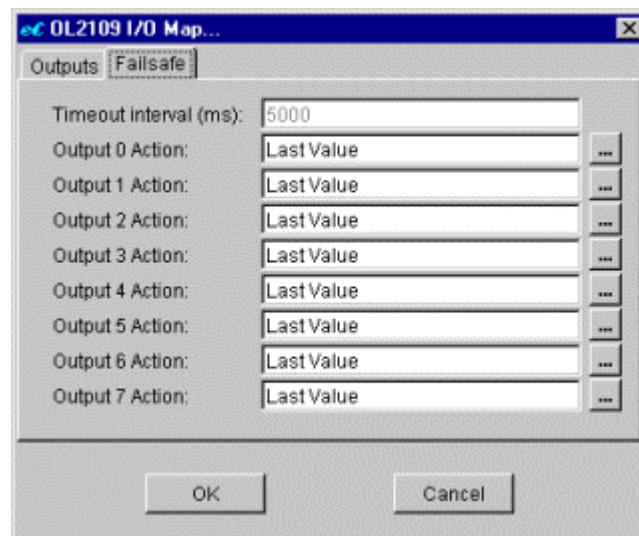 eC OL2109 I/O Map...
Outputs Failsafe
Timeout interval (ms): 5000
Output 0 Action: Last Value ...
Output 1 Action: Last Value ...
Output 2 Action: Last Value ...
Output 3 Action: Last Value ...
Output 4 Action: Last Value ...
Output 5 Action: Last Value ...
Output 6 Action: Last Value ...
Output 7 Action: Last Value ...
OK Cancel